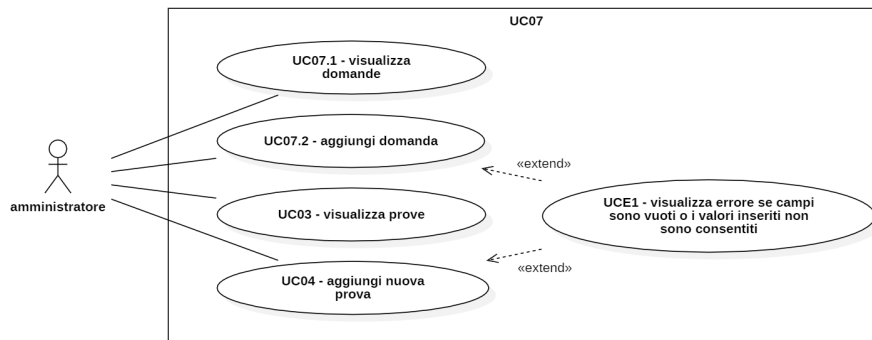 UC07
UC07.1 - visualizza
domande
UC07.2 - aggiungi domanda
«extend»
amministratore
UC03 - visualizza prove
UCE1 - visualizza errore se campi
sono vuoti o i valori inseriti non
sono consentiti
«extend»
UC04 - aggiungi nuova
prova